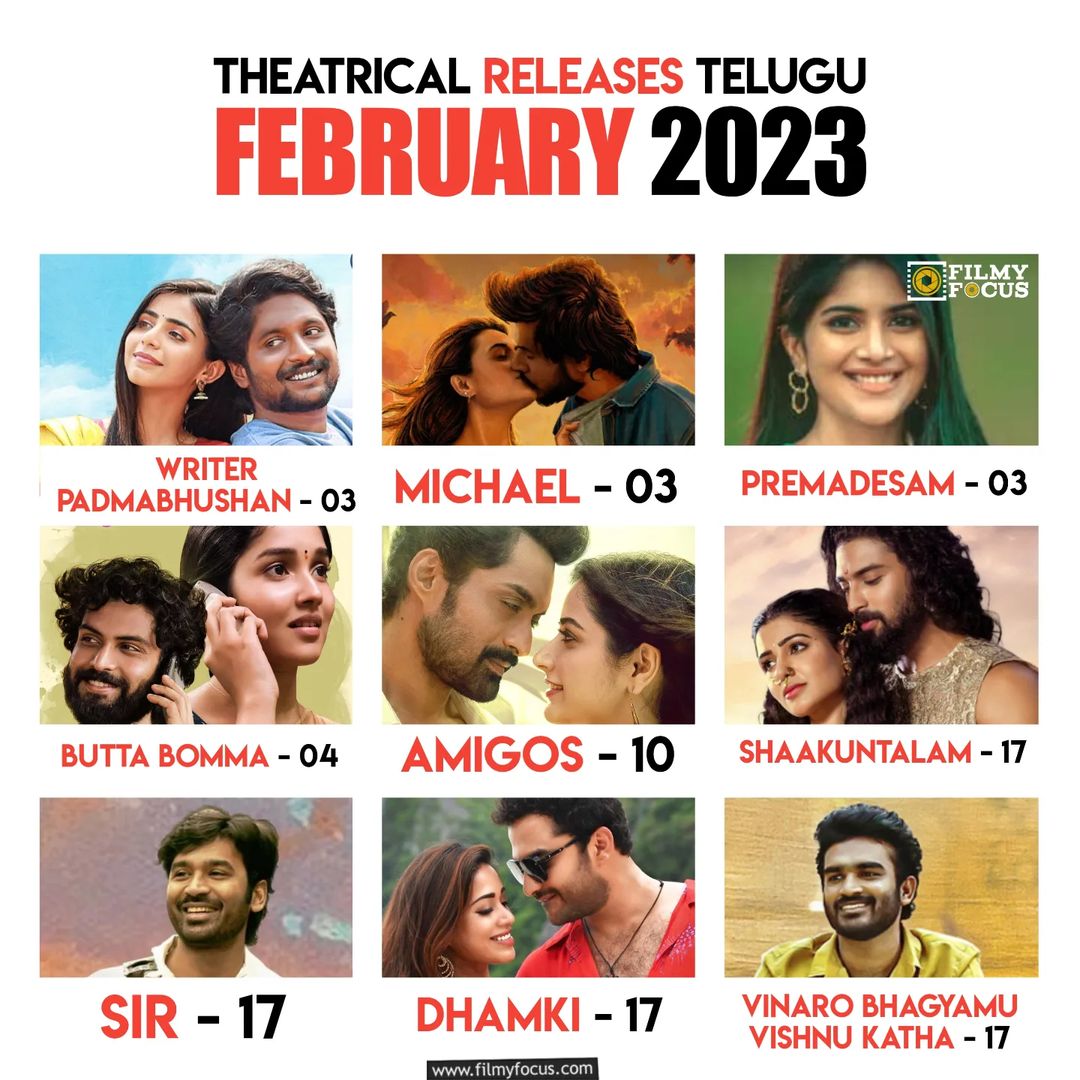 THEATRICAL RELEASES TELUGU
FEBRUARY 2023
FILMY
FOCUS
WRITER
PADMABHUSHAN - 03
MICHAEL - 03
PREMADESAM - 03
BUTTA BOMMA - 04
AMIGOS - 10
SHAAKUNTALAM - 17
SIR - 17
DHAMKI - 17
VINARO BHAGYAMU
VISHNU KATHA - 17
www.filmyfocus.com